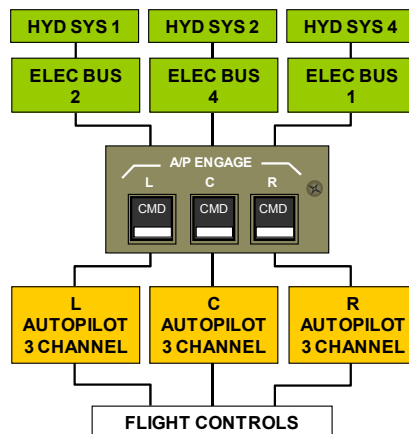 HYD SYS 1 HYD SYS 2 HYD SYS 4
ELEC BUS 2 ELEC BUS 4 ELEC BUS 1
A/P ENGAGE
L C R
CMD CMD CMD
L AUTOPILOT 3 CHANNEL
C AUTOPILOT 3 CHANNEL
R AUTOPILOT 3 CHANNEL
FLIGHT CONTROLS